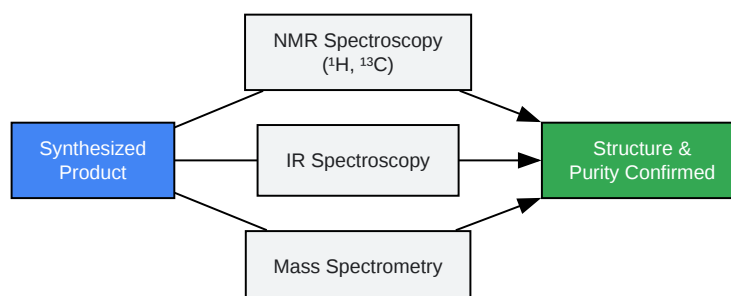 NMR Spectroscopy
(¹H, ¹³C)
Synthesized
Product
IR Spectroscopy
Structure &
Purity Confirmed
Mass Spectrometry